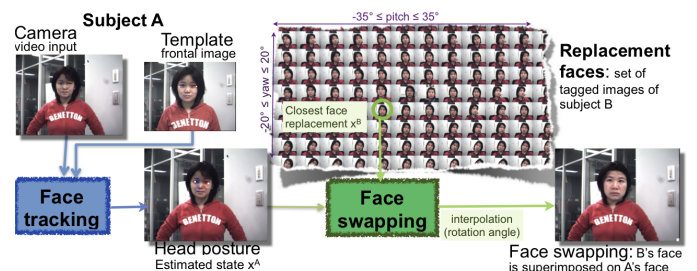 Subject A
Camera
video input
Template
frontal image
-35° ≤ pitch ≤ 35°
-20° ≤ yaw ≤ 20°
Replacement
faces: set of
tagged images of
subject B
Closest face
replacement xᴮ
BENETTON
BENETTON
Face
tracking
BENETTON
Face
swapping
interpolation
(rotation angle)
Head posture
Estimated state xᴬ
Face swapping: B's face
is superimposed on A's face